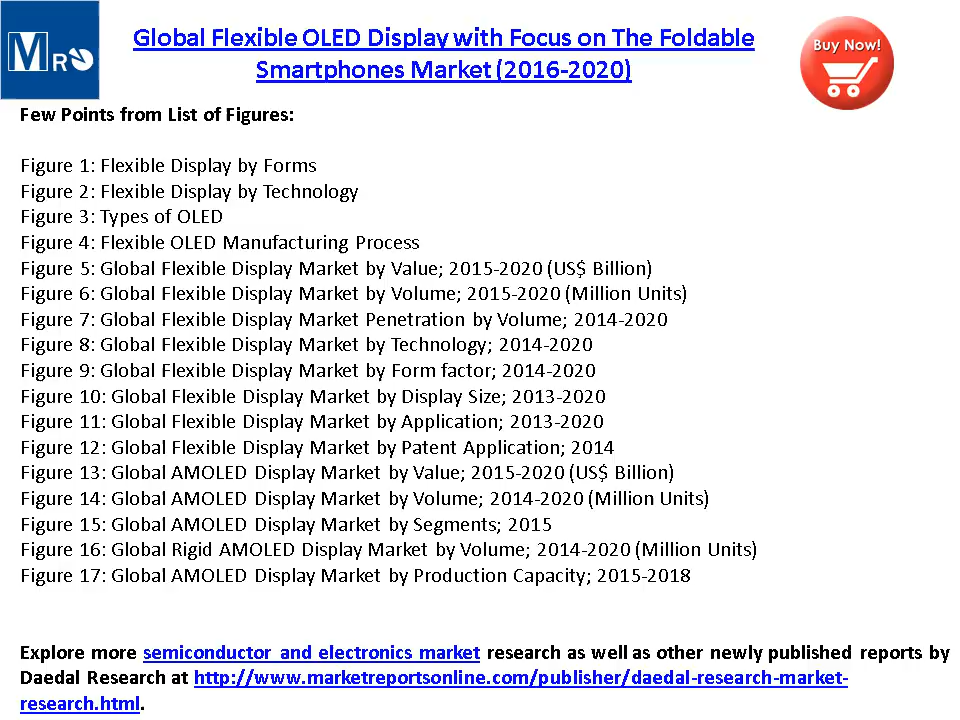 MRO
Global Flexible OLED Display with Focus on The Foldable
Smartphones Market (2016-2020)
Buy Now!
Few Points from List of Figures:
Figure 1: Flexible Display by Forms
Figure 2: Flexible Display by Technology
Figure 3: Types of OLED
Figure 4: Flexible OLED Manufacturing Process
Figure 5: Global Flexible Display Market by Value; 2015-2020 (US$ Billion)
Figure 6: Global Flexible Display Market by Volume; 2015-2020 (Million Units)
Figure 7: Global Flexible Display Market Penetration by Volume; 2014-2020
Figure 8: Global Flexible Display Market by Technology; 2014-2020
Figure 9: Global Flexible Display Market by Form factor; 2014-2020
Figure 10: Global Flexible Display Market by Display Size; 2013-2020
Figure 11: Global Flexible Display Market by Application; 2013-2020
Figure 12: Global Flexible Display Market by Patent Application; 2014
Figure 13: Global AMOLED Display Market by Value; 2015-2020 (US$ Billion)
Figure 14: Global AMOLED Display Market by Volume; 2014-2020 (Million Units)
Figure 15: Global AMOLED Display Market by Segments; 2015
Figure 16: Global Rigid AMOLED Display Market by Volume; 2014-2020 (Million Units)
Figure 17: Global AMOLED Display Market by Production Capacity; 2015-2018
Explore more semiconductor and electronics market research as well as other newly published reports by
Daedal Research at http://www.marketreportsonline.com/publisher/daedal-research-market-
research.html.